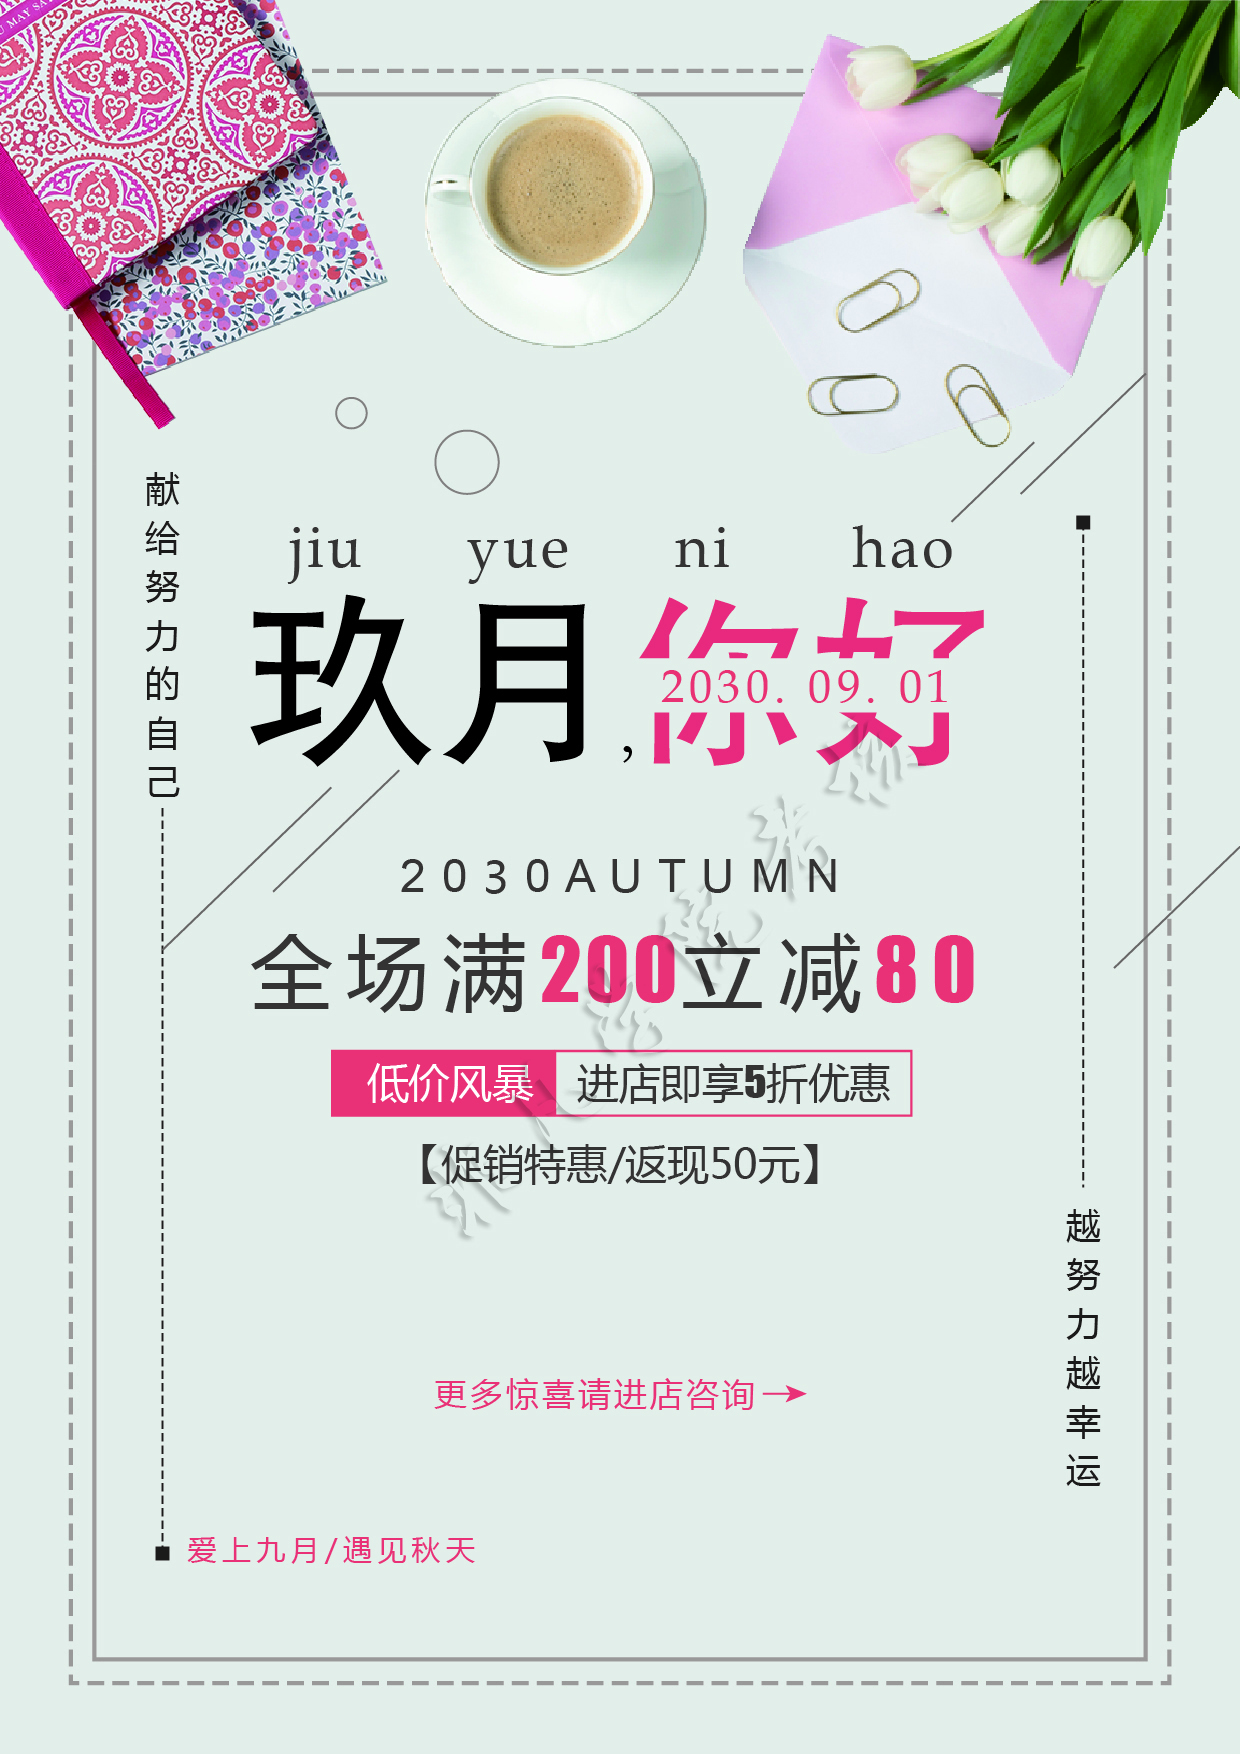 U MAY SA
献给努力的自己
jiu yue ni hao
玖月,你好
2030. 09. 01
2030AUTUMN
全场满200立减80
低价风暴 进店即享5折优惠
【促销特惠/返现50元】
越努力越幸运
更多惊喜请进店咨询
爱上九月/遇见秋天